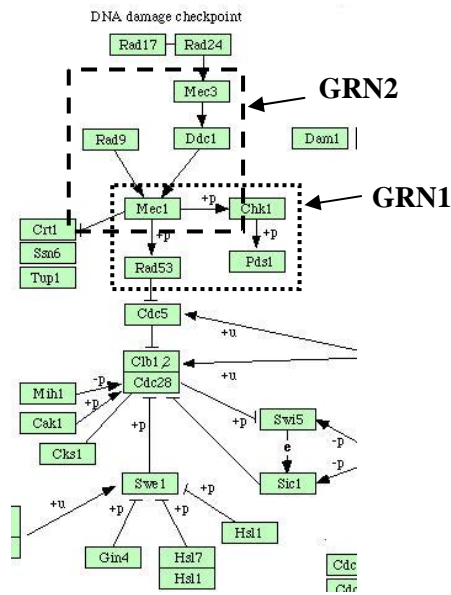 DNA damage checkpoint
Rad17 Rad24
Mec3
GRN2
Rad9 Ddc1 Dam1
GRN1
Mec1 +p Chk1
Crt1 +p +p
Ssn6 Rad53 Pds1
Tup1
Cdc5
+u
Clb1,2 +u
Mih1 -p Cdc28
Cak1 +p +p Swi5 -p
Cks1 +p e
-p
Swe1 +p Sic1
+u +p +p Hsl1
Gin4 Hsl7
Hsl1 Cdc
Cdc